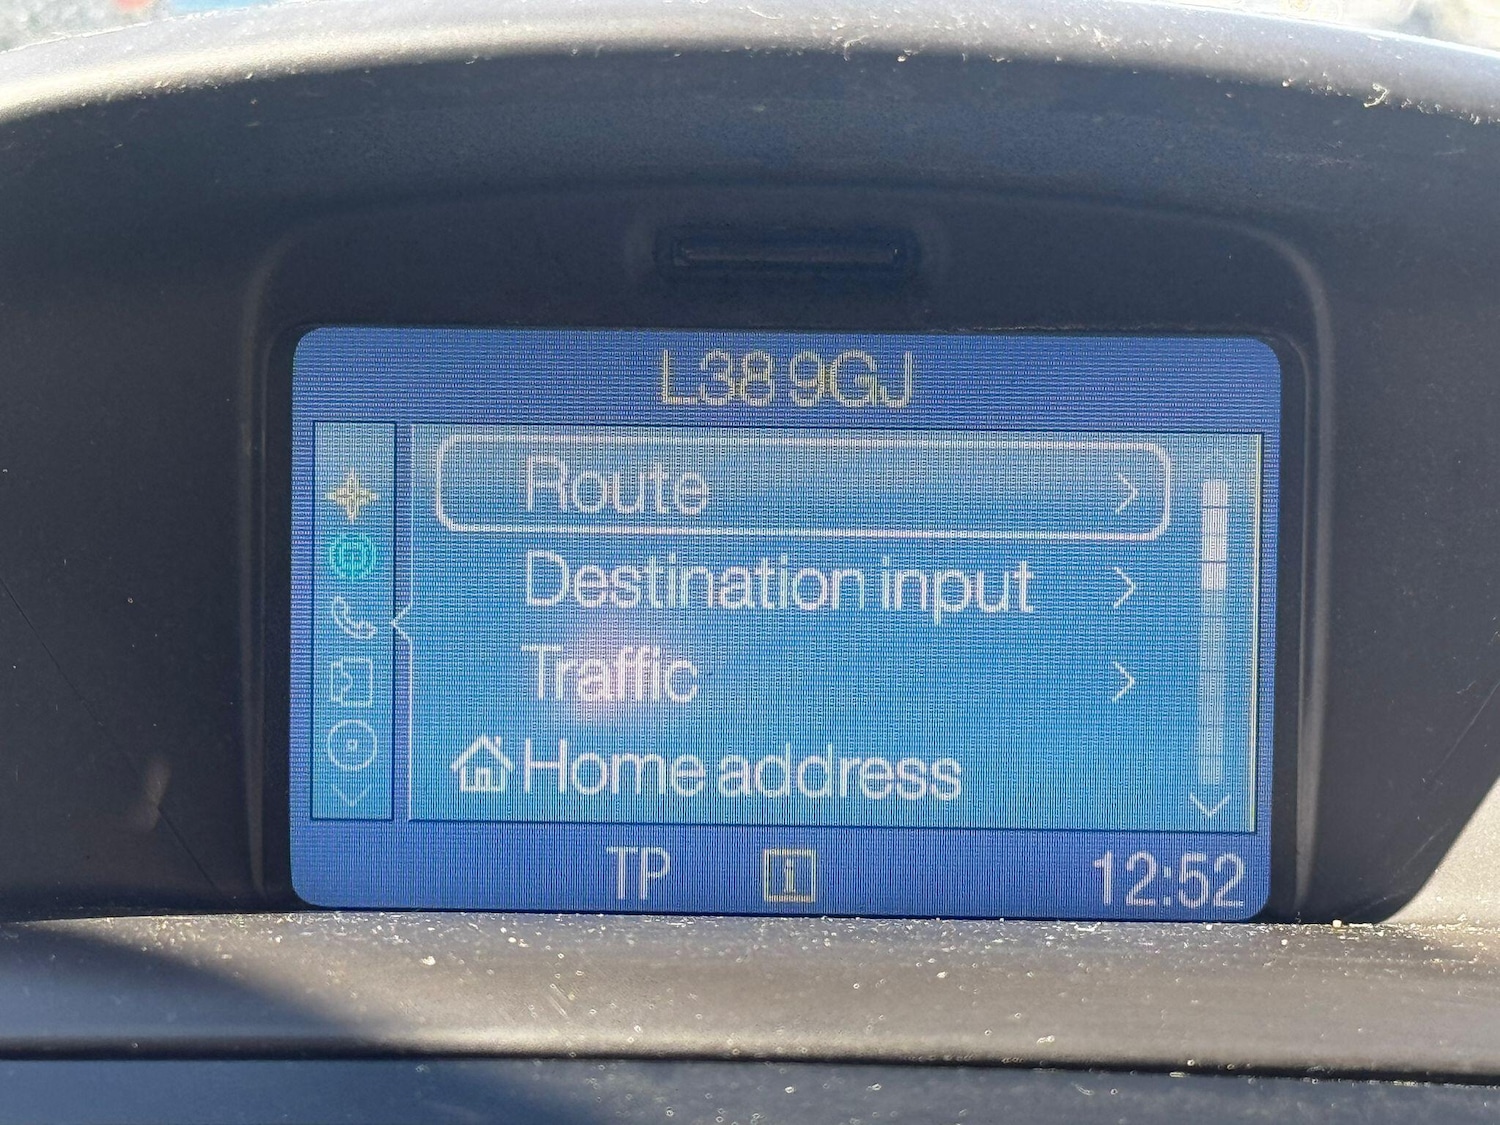 L38 9GJ
Route
Destination input
Traffic
Home address
TP i 12:52